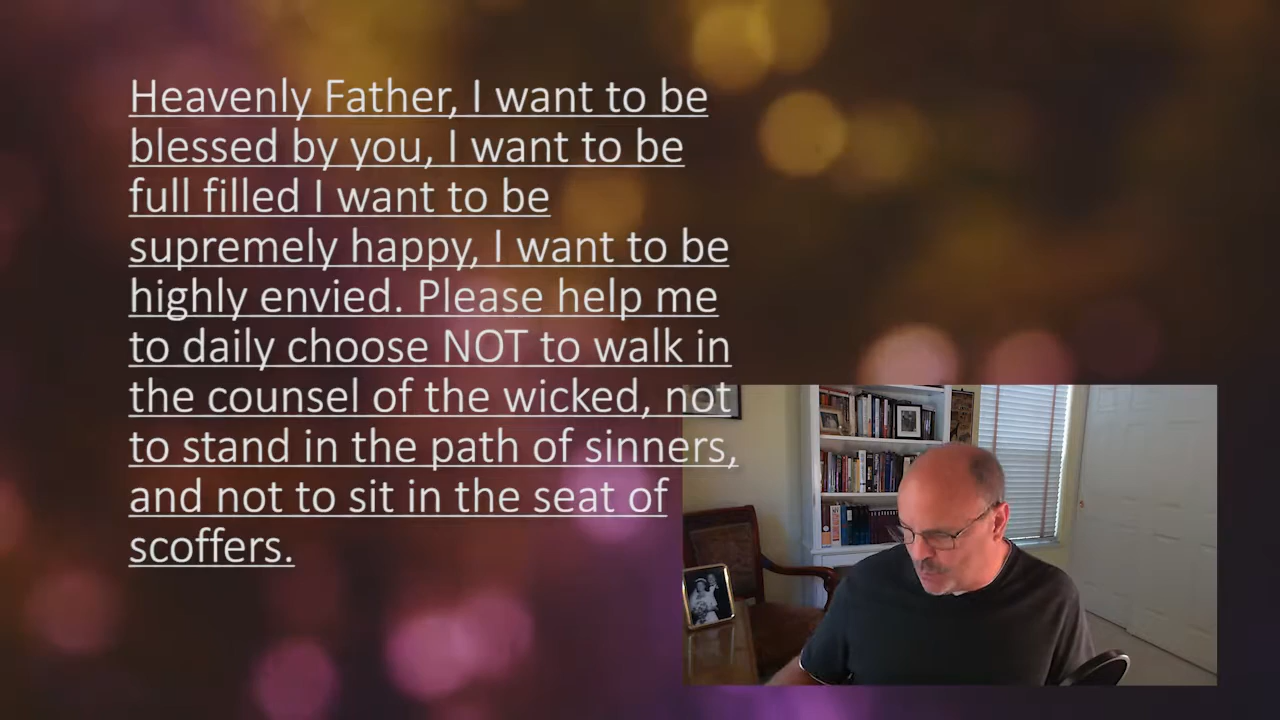 Heavenly Father, I want to be
blessed by you, I want to be
full filled I want to be
supremely happy, I want to be
highly envied. Please help me
to daily choose NOT to walk in
the counsel of the wicked, not
to stand in the path of sinners,
and not to sit in the seat of
scoffers.